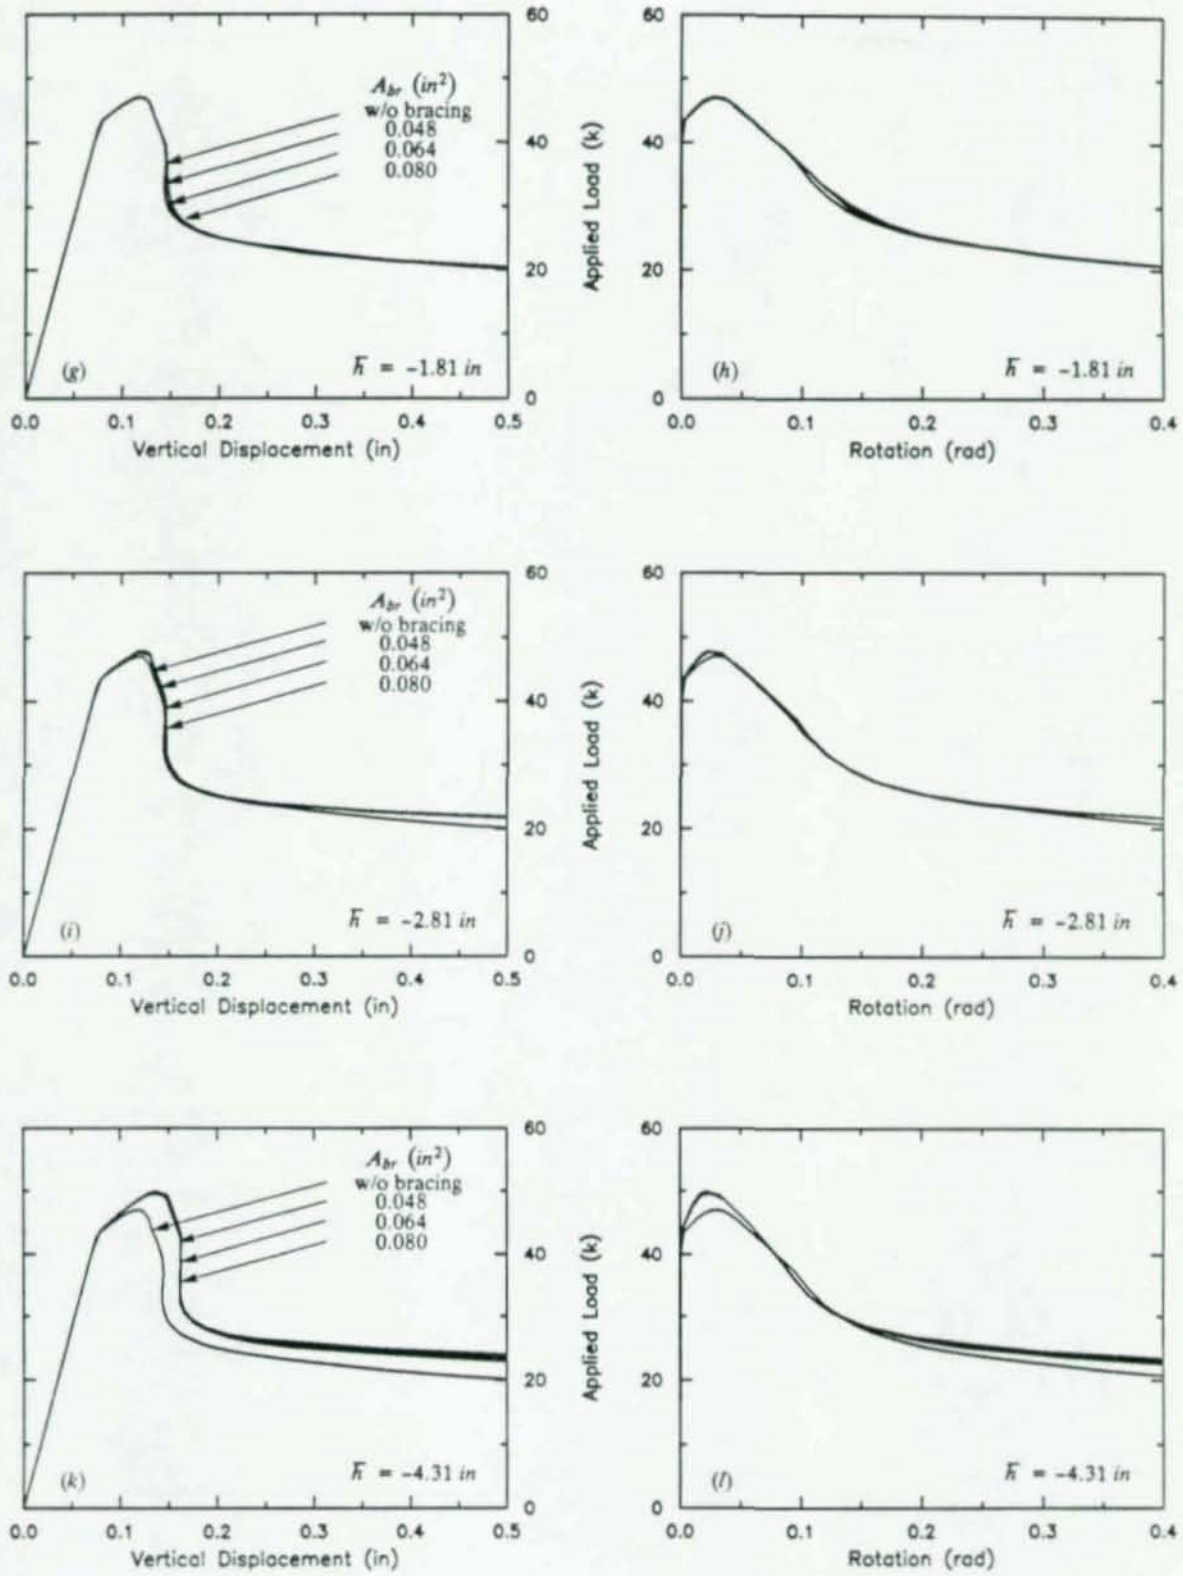 60
A_br (in²)
w/o bracing
0.048
0.064
0.080
40
20
0
Applied Load (k)
(g)
h̅ = -1.81 in
0.0 0.1 0.2 0.3 0.4 0.5
Vertical Displacement (in)
60
40
20
0
(h)
h̅ = -1.81 in
0.0 0.1 0.2 0.3 0.4
Rotation (rad)
60
A_br (in²)
w/o bracing
0.048
0.064
0.080
40
20
0
Applied Load (k)
(i)
h̅ = -2.81 in
0.0 0.1 0.2 0.3 0.4 0.5
Vertical Displacement (in)
60
40
20
0
(j)
h̅ = -2.81 in
0.0 0.1 0.2 0.3 0.4
Rotation (rad)
60
A_br (in²)
w/o bracing
0.048
0.064
0.080
40
20
0
Applied Load (k)
(k)
h̅ = -4.31 in
0.0 0.1 0.2 0.3 0.4 0.5
Vertical Displacement (in)
60
40
20
0
(l)
h̅ = -4.31 in
0.0 0.1 0.2 0.3 0.4
Rotation (rad)